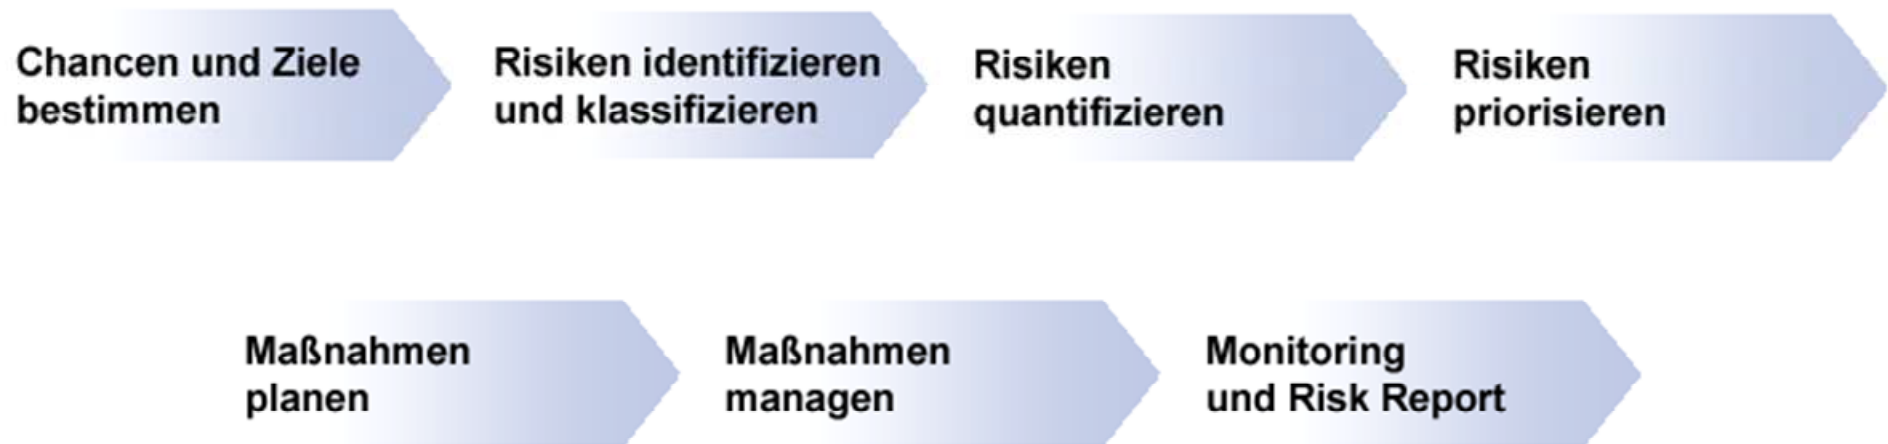 Chancen und Ziele
bestimmen
Risiken identifizieren
und klassifizieren
Risiken
quantifizieren
Risiken
priorisieren
Maßnahmen
planen
Maßnahmen
managen
Monitoring
und Risk Report